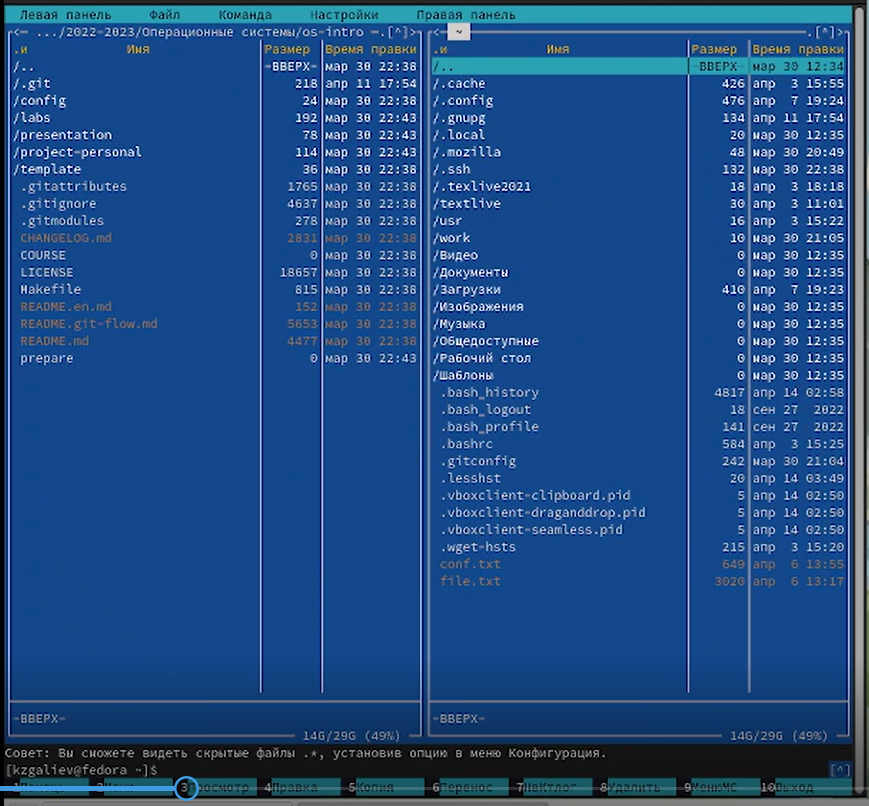 Левая панель Файл Команда Настройки Правая панель
<- .../2022-2023/Операционные системы/os-intro -.[^]>
.и Имя Размер Время правки
/.. -ВВЕРХ- мар 30 22:38
/.git 218 апр 11 17:54
/config 24 мар 30 22:38
/labs 192 мар 30 22:43
/presentation 78 мар 30 22:43
/project-personal 114 мар 30 22:43
/template 36 мар 30 22:38
.gitattributes 1765 мар 30 22:38
.gitignore 4637 мар 30 22:38
.gitmodules 278 мар 30 22:38
CHANGELOG.md 2831 мар 30 22:38
COURSE 0 мар 30 22:38
LICENSE 18657 мар 30 22:38
Makefile 815 мар 30 22:38
README.en.md 152 мар 30 22:38
README.git-flow.md 5653 мар 30 22:38
README.md 4477 мар 30 22:38
prepare 0 мар 30 22:43
-ВВЕРХ-
14G/29G (49%)
<- ~ .[^]>
.и Имя Размер Время правки
/.. -ВВЕРХ- мар 30 12:34
/.cache 426 апр 3 15:55
/.config 476 апр 7 19:24
/.gnupg 134 апр 11 17:54
/.local 20 мар 30 12:35
/.mozilla 48 мар 30 20:49
/.ssh 132 мар 30 22:38
/.texlive2021 18 апр 3 18:18
/textlive 30 апр 3 11:01
/usr 16 апр 3 15:22
/work 10 мар 30 21:05
/Видео 0 мар 30 12:35
/Документы 0 мар 30 12:35
/Загрузки 410 апр 7 19:23
/Изображения 0 мар 30 12:35
/Музыка 0 мар 30 12:35
/Общедоступные 0 мар 30 12:35
/Рабочий стол 0 мар 30 12:35
/Шаблоны 0 мар 30 12:35
.bash_history 4817 апр 14 02:58
.bash_logout 18 сен 27 2022
.bash_profile 141 сен 27 2022
.bashrc 584 апр 3 15:25
.gitconfig 242 мар 30 21:04
.lesshst 20 апр 14 03:49
.vboxclient-clipboard.pid 5 апр 14 02:50
.vboxclient-draganddrop.pid 5 апр 14 02:50
.vboxclient-seamless.pid 5 апр 14 02:50
.wget-hsts 215 апр 3 15:20
conf.txt 649 апр 6 13:55
file.txt 3020 апр 6 13:17
-ВВЕРХ-
14G/29G (49%)
Совет: Вы сможете видеть скрытые файлы .*, установив опцию в меню Конфигурация.
[kzgaliev@fedora ~]$ [^]
3Просмотр 4Правка 5Копия 6Перенос 7НвКтлог 8Удалить 9МенюМС 10Выход